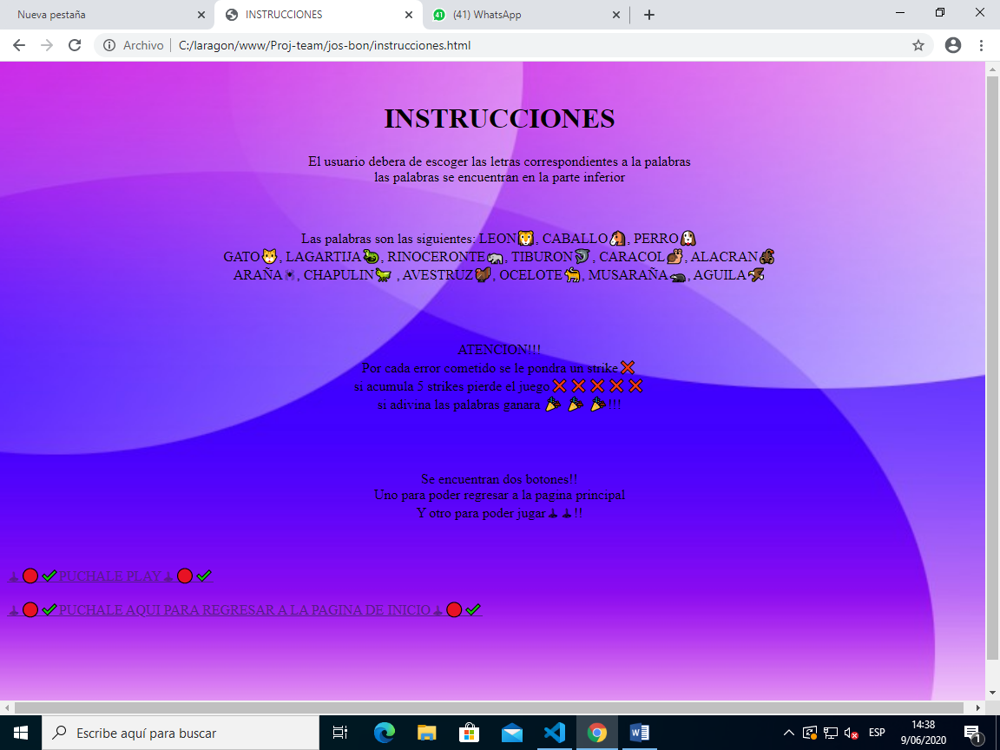 Nueva pestaña
INSTRUCCIONES
(41) WhatsApp
Archivo
C:/laragon/www/Proj-team/jos-bon/instrucciones.html
INSTRUCCIONES
El usuario debera de escoger las letras correspondientes a la palabras
las palabras se encuentran en la parte inferior
Las palabras son las siguientes: LEON🦁, CABALLO🐴, PERRO🐶
GATO🐱, LAGARTIJA🐍, RINOCERONTE🦏, TIBURON🦈, CARACOL🐌, ALACRAN🦂
ARAÑA🕷, CHAPULIN🦗 , AVESTRUZ🦃, OCELOTE🐆, MUSARAÑA🦡, AGUILA🦅
ATENCION!!!
Por cada error cometido se le pondra un strike❌
si acumula 5 strikes pierde el juego❌ ❌ ❌ ❌ ❌
si adivina las palabras ganara 🎉 🎉 🎉!!!
Se encuentran dos botones!!
Uno para poder regresar a la pagina principal
Y otro para poder jugar🕹🕹!!
🕹🔴✔PUCHALE PLAY🕹🔴✔
🕹🔴✔PUCHALE AQUI PARA REGRESAR A LA PAGINA DE INICIO🕹🔴✔
Escribe aquí para buscar
ESP
14:38
9/06/2020
1